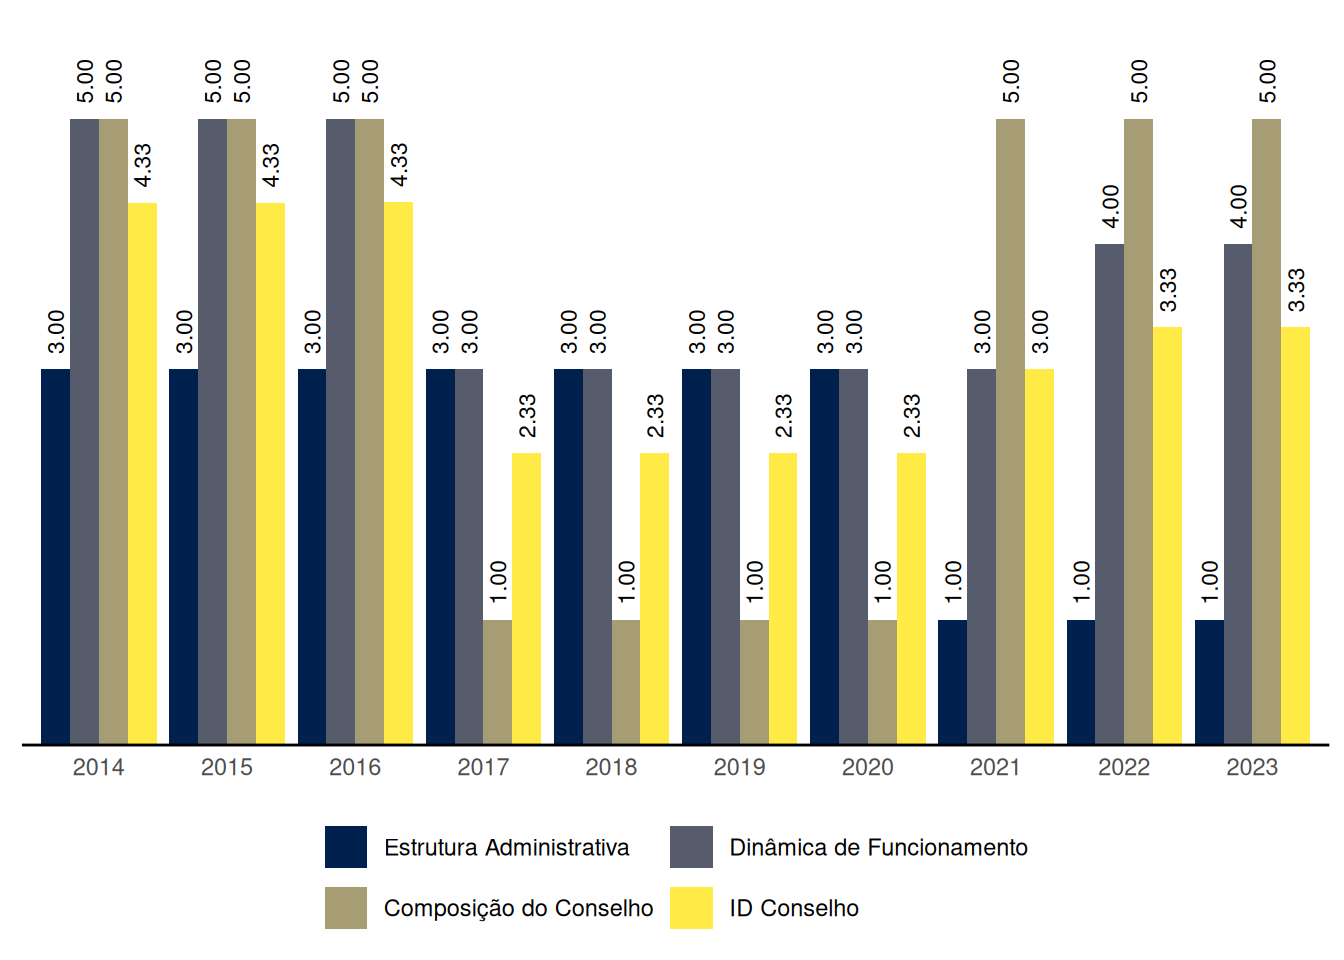 3.00 5.00 5.00 4.33 3.00 5.00 5.00 4.33 3.00 5.00 5.00 4.33 3.00 3.00 1.00 2.33 3.00 3.00 1.00 2.33 3.00 3.00 1.00 2.33 3.00 3.00 1.00 2.33 1.00 3.00 5.00 3.00 1.00 4.00 5.00 3.33 1.00 4.00 5.00 3.33
2014 2015 2016 2017 2018 2019 2020 2021 2022 2023
Estrutura Administrativa Dinâmica de Funcionamento
Composição do Conselho ID Conselho